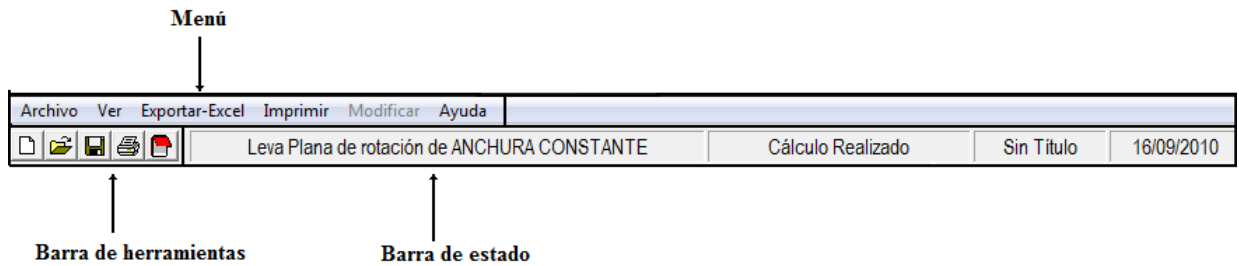 Menú
Archivo Ver Exportar-Excel Imprimir Modificar Ayuda
Leva Plana de rotación de ANCHURA CONSTANTE Cálculo Realizado Sin Título 16/09/2010
Barra de herramientas Barra de estado